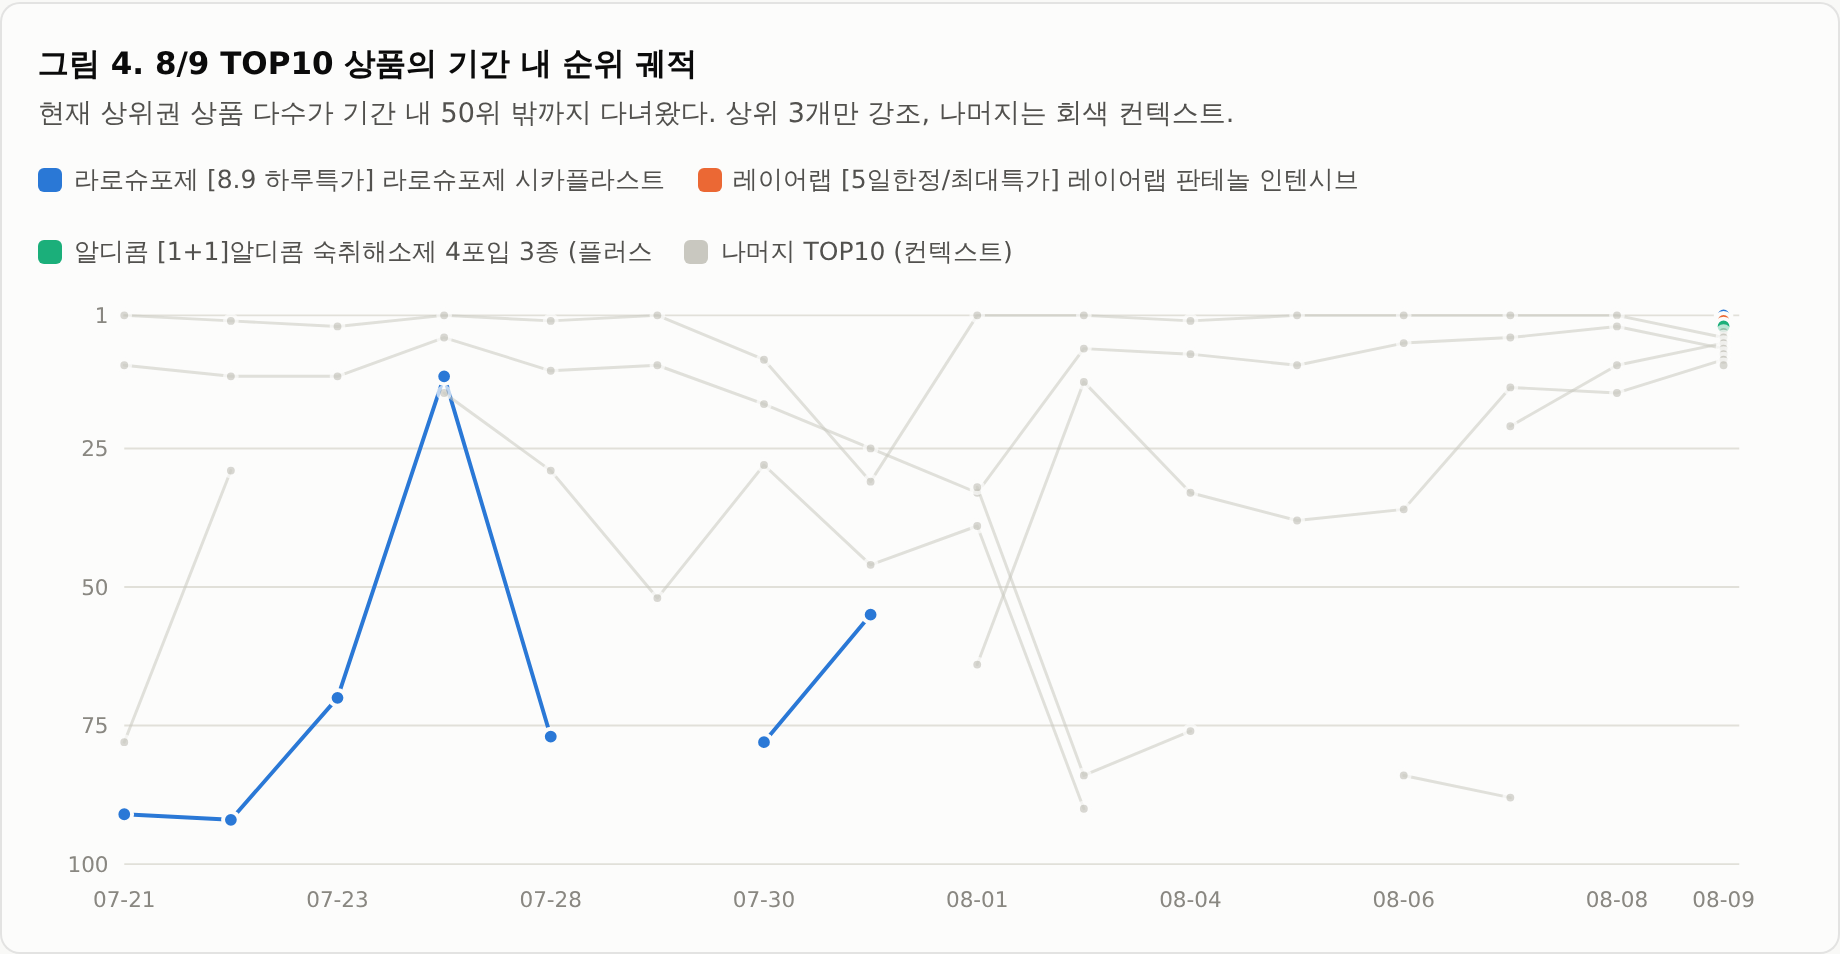 그림 4. 8/9 TOP10 상품의 기간 내 순위 궤적
현재 상위권 상품 다수가 기간 내 50위 밖까지 다녀왔다. 상위 3개만 강조, 나머지는 회색 컨텍스트.
라로슈포제 [8.9 하루특가] 라로슈포제 시카플라스트
레이어랩 [5일한정/최대특가] 레이어랩 판테놀 인텐시브
알디콤 [1+1]알디콤 숙취해소제 4포입 3종 (플러스
나머지 TOP10 (컨텍스트)
1
25
50
75
100
07-21
07-23
07-28
07-30
08-01
08-04
08-06
08-08
08-09